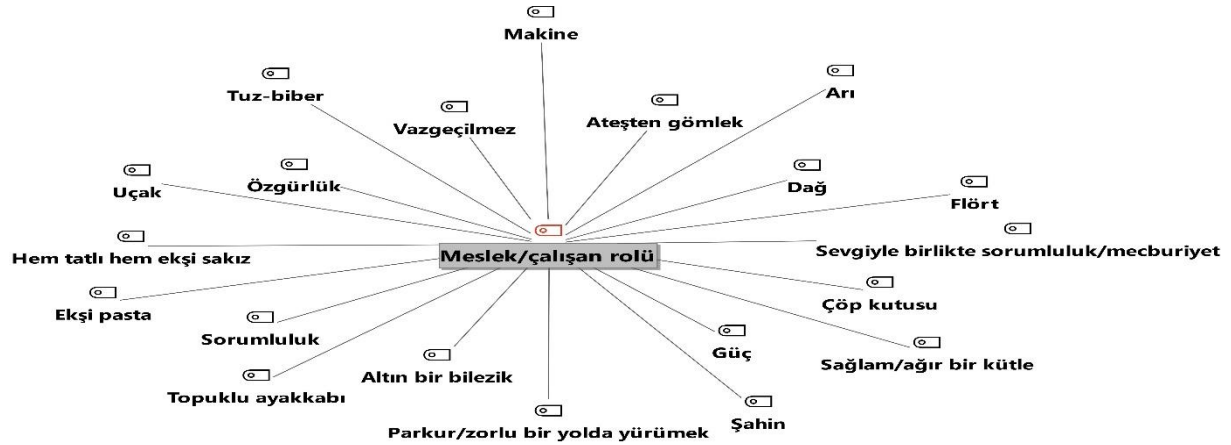 Makine
Tuz-biber
Arı
Vazgeçilmez
Ateşten gömlek
Uçak
Özgürlük
Dağ
Flört
Hem tatlı hem ekşi sakız
Meslek/çalışan rolü
Sevgiyle birlikte sorumluluk/mecburiyet
Ekşi pasta
Çöp kutusu
Sorumluluk
Güç
Sağlam/ağır bir kütle
Altın bir bilezik
Topuklu ayakkabı
Parkur/zorlu bir yolda yürümek
Şahin